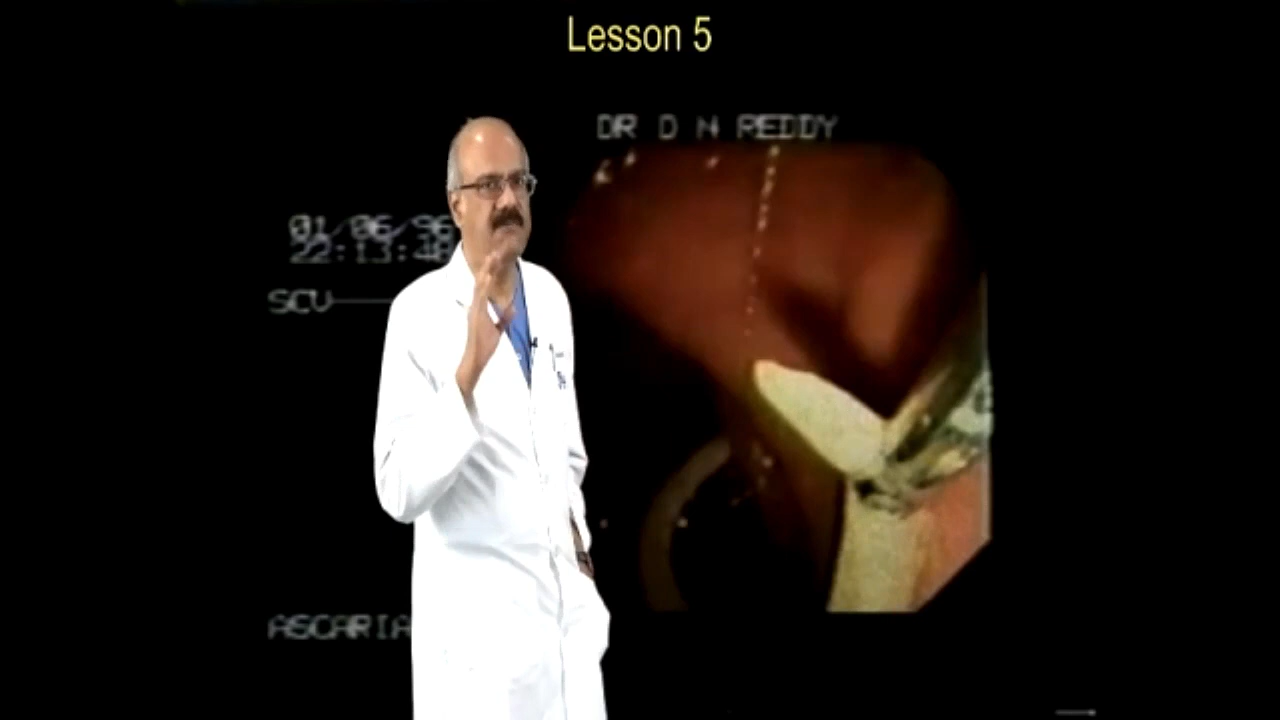 Lesson 5
DR D N REDDY
01/06/96
22:13:48
SCV
ASCARIA